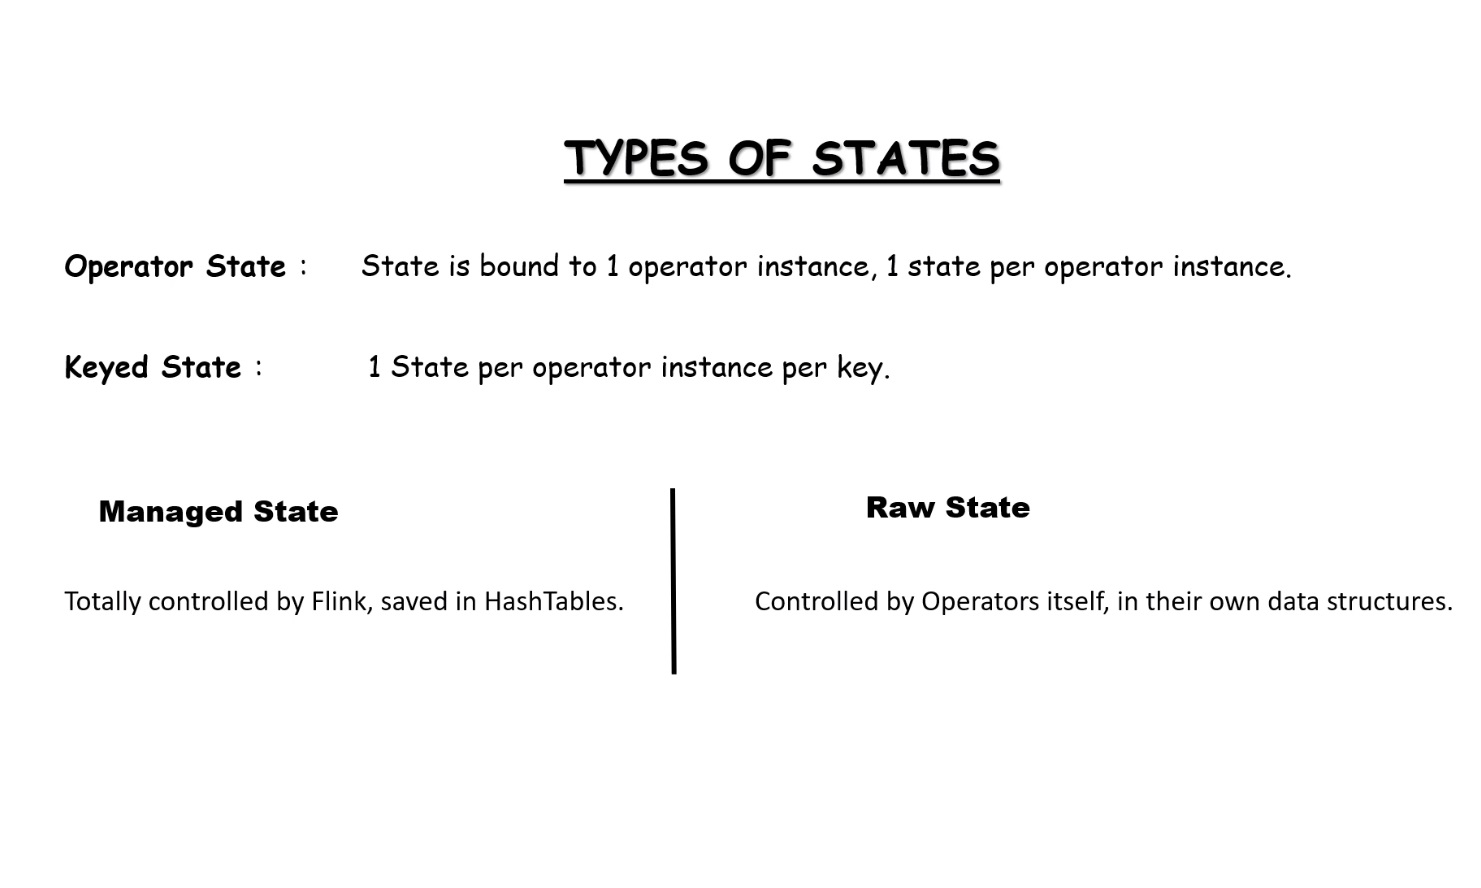 TYPES OF STATES
Operator State : State is bound to 1 operator instance, 1 state per operator instance.
Keyed State : 1 State per operator instance per key.
Managed State
Raw State
Totally controlled by Flink, saved in HashTables.
Controlled by Operators itself, in their own data structures.